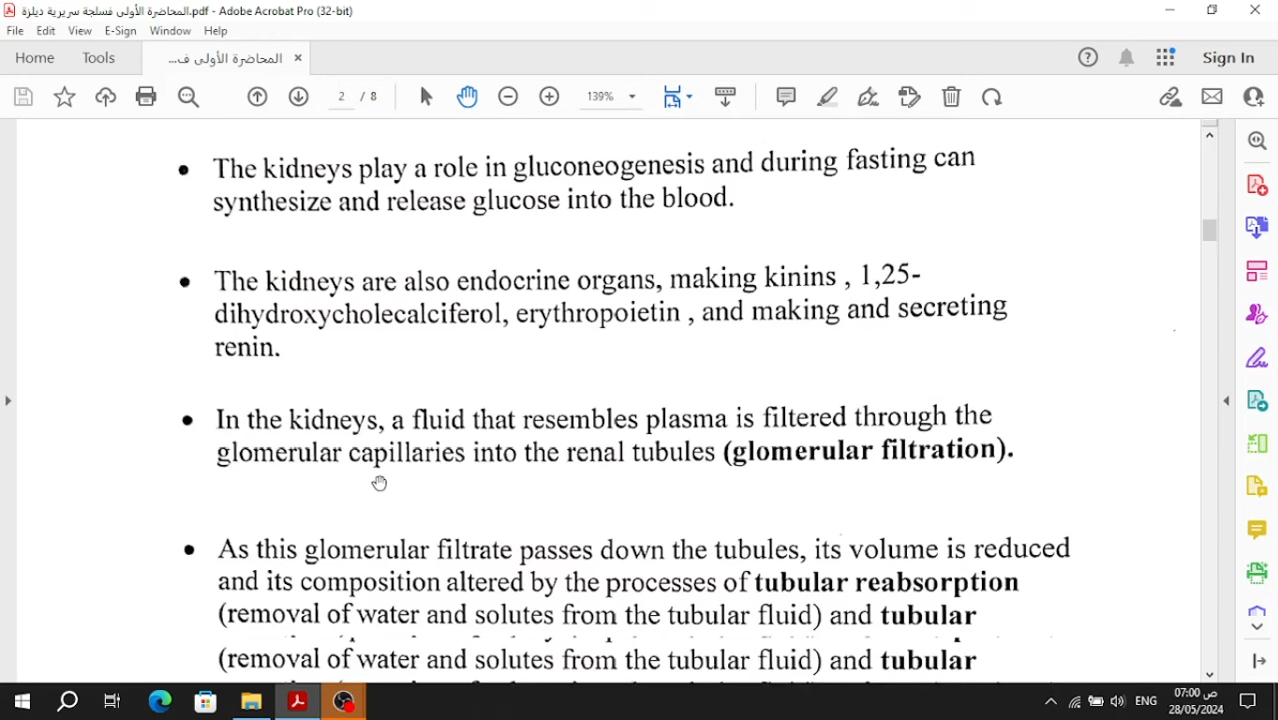 المحاضرة الأولى فسلجة سريرية ديلزة.pdf - Adobe Acrobat Pro (32-bit)
File Edit View E-Sign Window Help
Home Tools المحاضرة الأولى ف... × Sign In
2 / 8 139%
• The kidneys play a role in gluconeogenesis and during fasting can
synthesize and release glucose into the blood.
• The kidneys are also endocrine organs, making kinins , 1,25-
dihydroxycholecalciferol, erythropoietin , and making and secreting
renin.
• In the kidneys, a fluid that resembles plasma is filtered through the
glomerular capillaries into the renal tubules (glomerular filtration).
• As this glomerular filtrate passes down the tubules, its volume is reduced
and its composition altered by the processes of tubular reabsorption
(removal of water and solutes from the tubular fluid) and tubular
(removal of water and solutes from the tubular fluid) and tubular
ENG
07:00 ص
28/05/2024